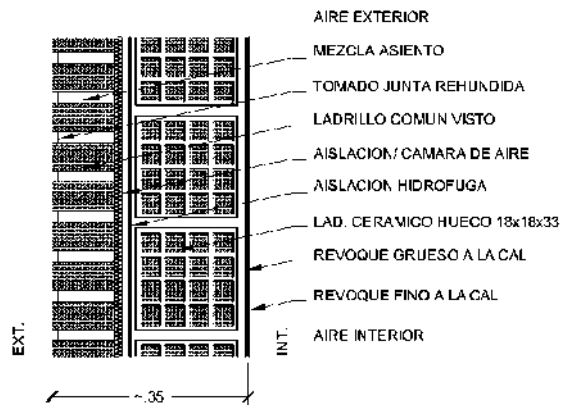 AIRE EXTERIOR
MEZCLA ASIENTO
TOMADO JUNTA REHUNDIDA
LADRILLO COMUN VISTO
AISLACION/ CAMARA DE AIRE
AISLACION HIDROFUGA
LAD. CERAMICO HUECO 18x18x33
REVOQUE GRUESO A LA CAL
REVOQUE FINO A LA CAL
AIRE INTERIOR
EXT.
INT.
~.35